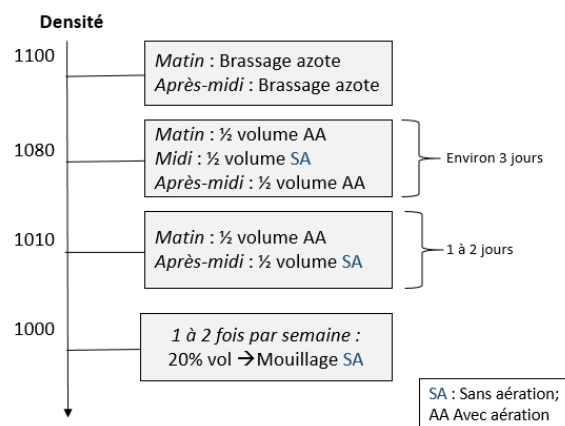 Densité
1100
Matin : Brassage azote
Après-midi : Brassage azote
1080
Matin : ½ volume AA
Midi : ½ volume SA
Après-midi : ½ volume AA
Environ 3 jours
1010
Matin : ½ volume AA
Après-midi : ½ volume SA
1 à 2 jours
1000
1 à 2 fois par semaine :
20% vol →Mouillage SA
SA : Sans aération;
AA Avec aération